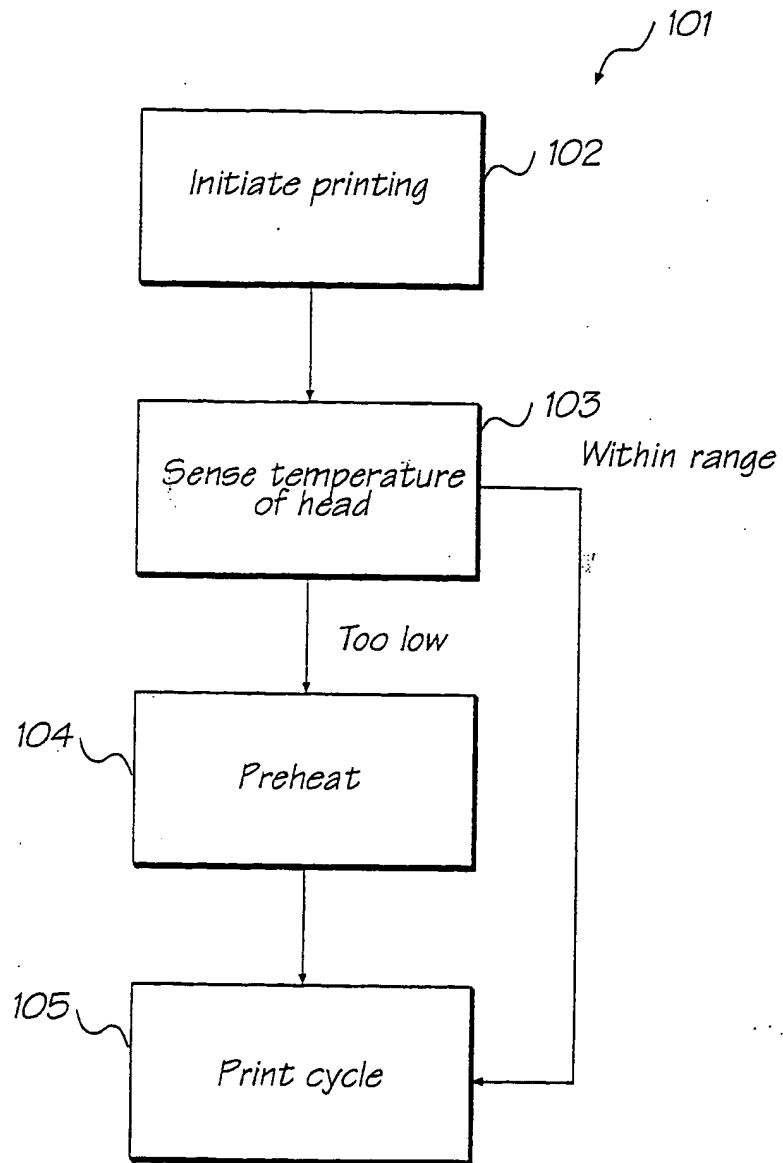 101
102
Initiate printing
103
Within range
Sense temperature
of head
Too low
104
Preheat
105
Print cycle